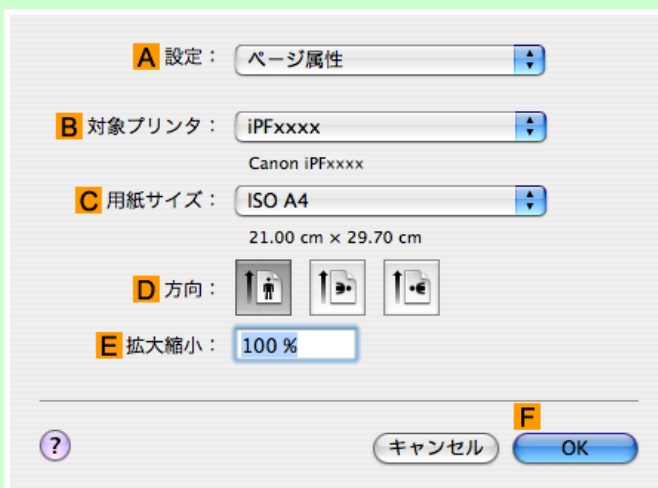 A 設定： ページ属性
B 対象プリンタ： iPFxxxx
Canon iPFxxxx
C 用紙サイズ： ISO A4
21.00 cm × 29.70 cm
D 方向：
E 拡大縮小： 100 %
F
? キャンセル OK